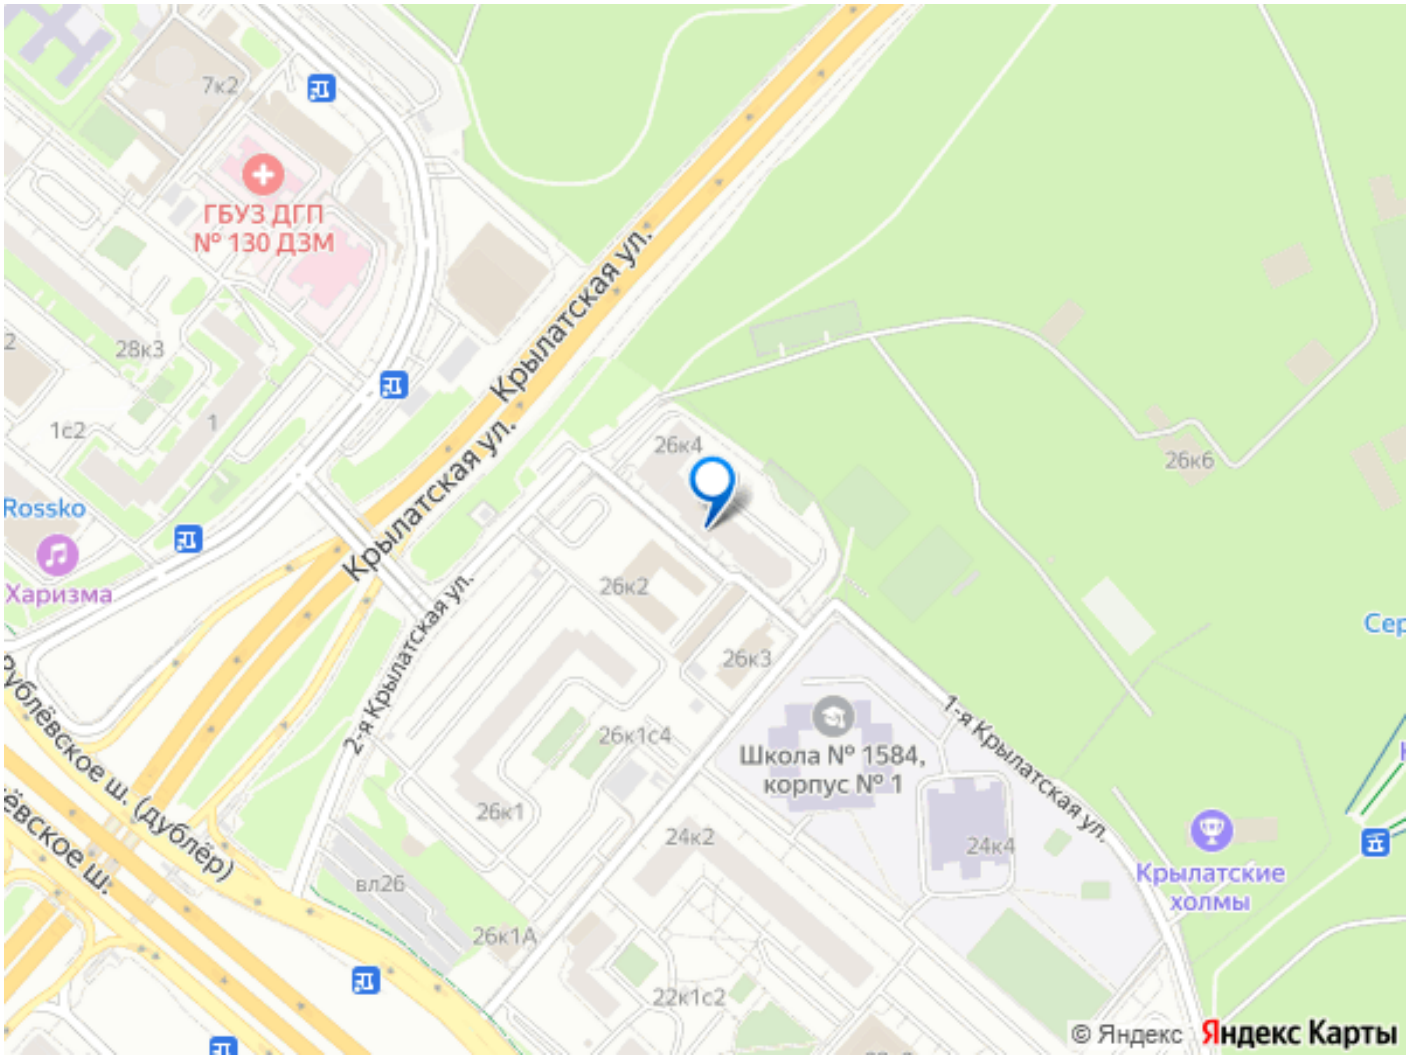 7к2
ГБУЗ ДГП
№ 130 ДЗМ
Крылатская ул.
28к3
2
1
1с2
26к4
26к6
Крылатская ул.
Rossko
Харизма
26к2
Сер
2-я Крылатская ул.
26к3
Рублёвское ш. (дублёр)
1-я Крылатская ул.
26к1с4
Школа № 1584,
корпус № 1
ёвское ш.
26к1
24к2
24к4
Крылатские
холмы
вл26
26к1А
22к1с2
© Яндекс Яндекс Карты